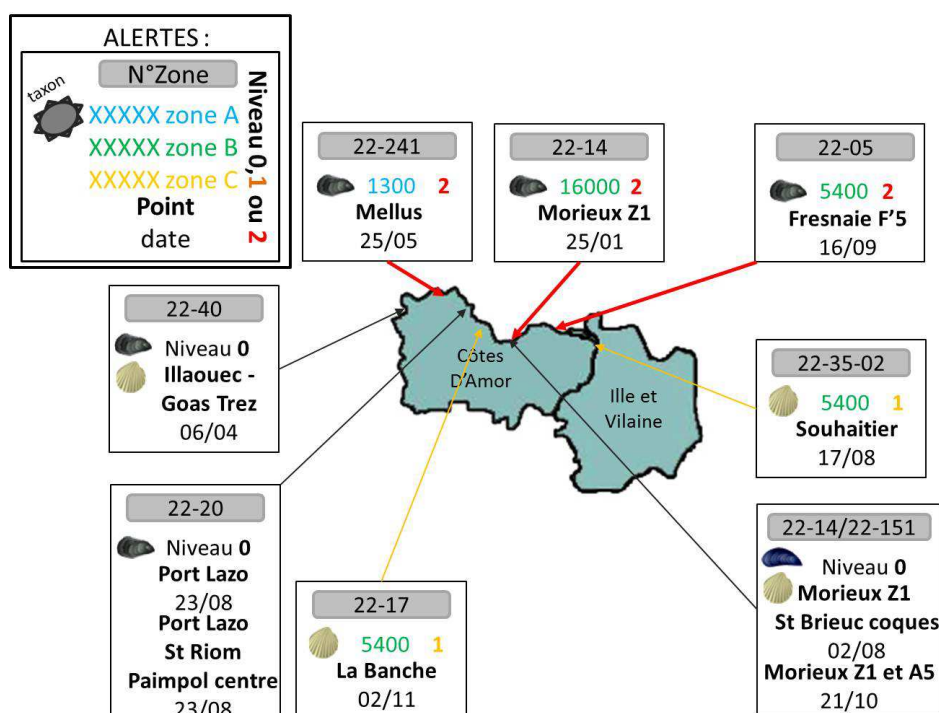 ALERTES :
N°Zone
taxon
XXXXX zone A
XXXXX zone B
XXXXX zone C
Point
date
Niveau 0,1 ou 2
22-241
1300 2
Mellus
25/05
22-14
16000 2
Morieux Z1
25/01
22-05
5400 2
Fresnaie F'5
16/09
22-40
Niveau 0
Illaouec -
Goas Trez
06/04
Côtes
D'Amor
Ille et
Vilaine
22-35-02
5400 1
Souhaitier
17/08
22-20
Niveau 0
Port Lazo
23/08
Port Lazo
St Riom
Paimpol centre
23/08
22-17
5400 1
La Banche
02/11
22-14/22-151
Niveau 0
Morieux Z1
St Brieuc coques
02/08
Morieux Z1 et A5
21/10